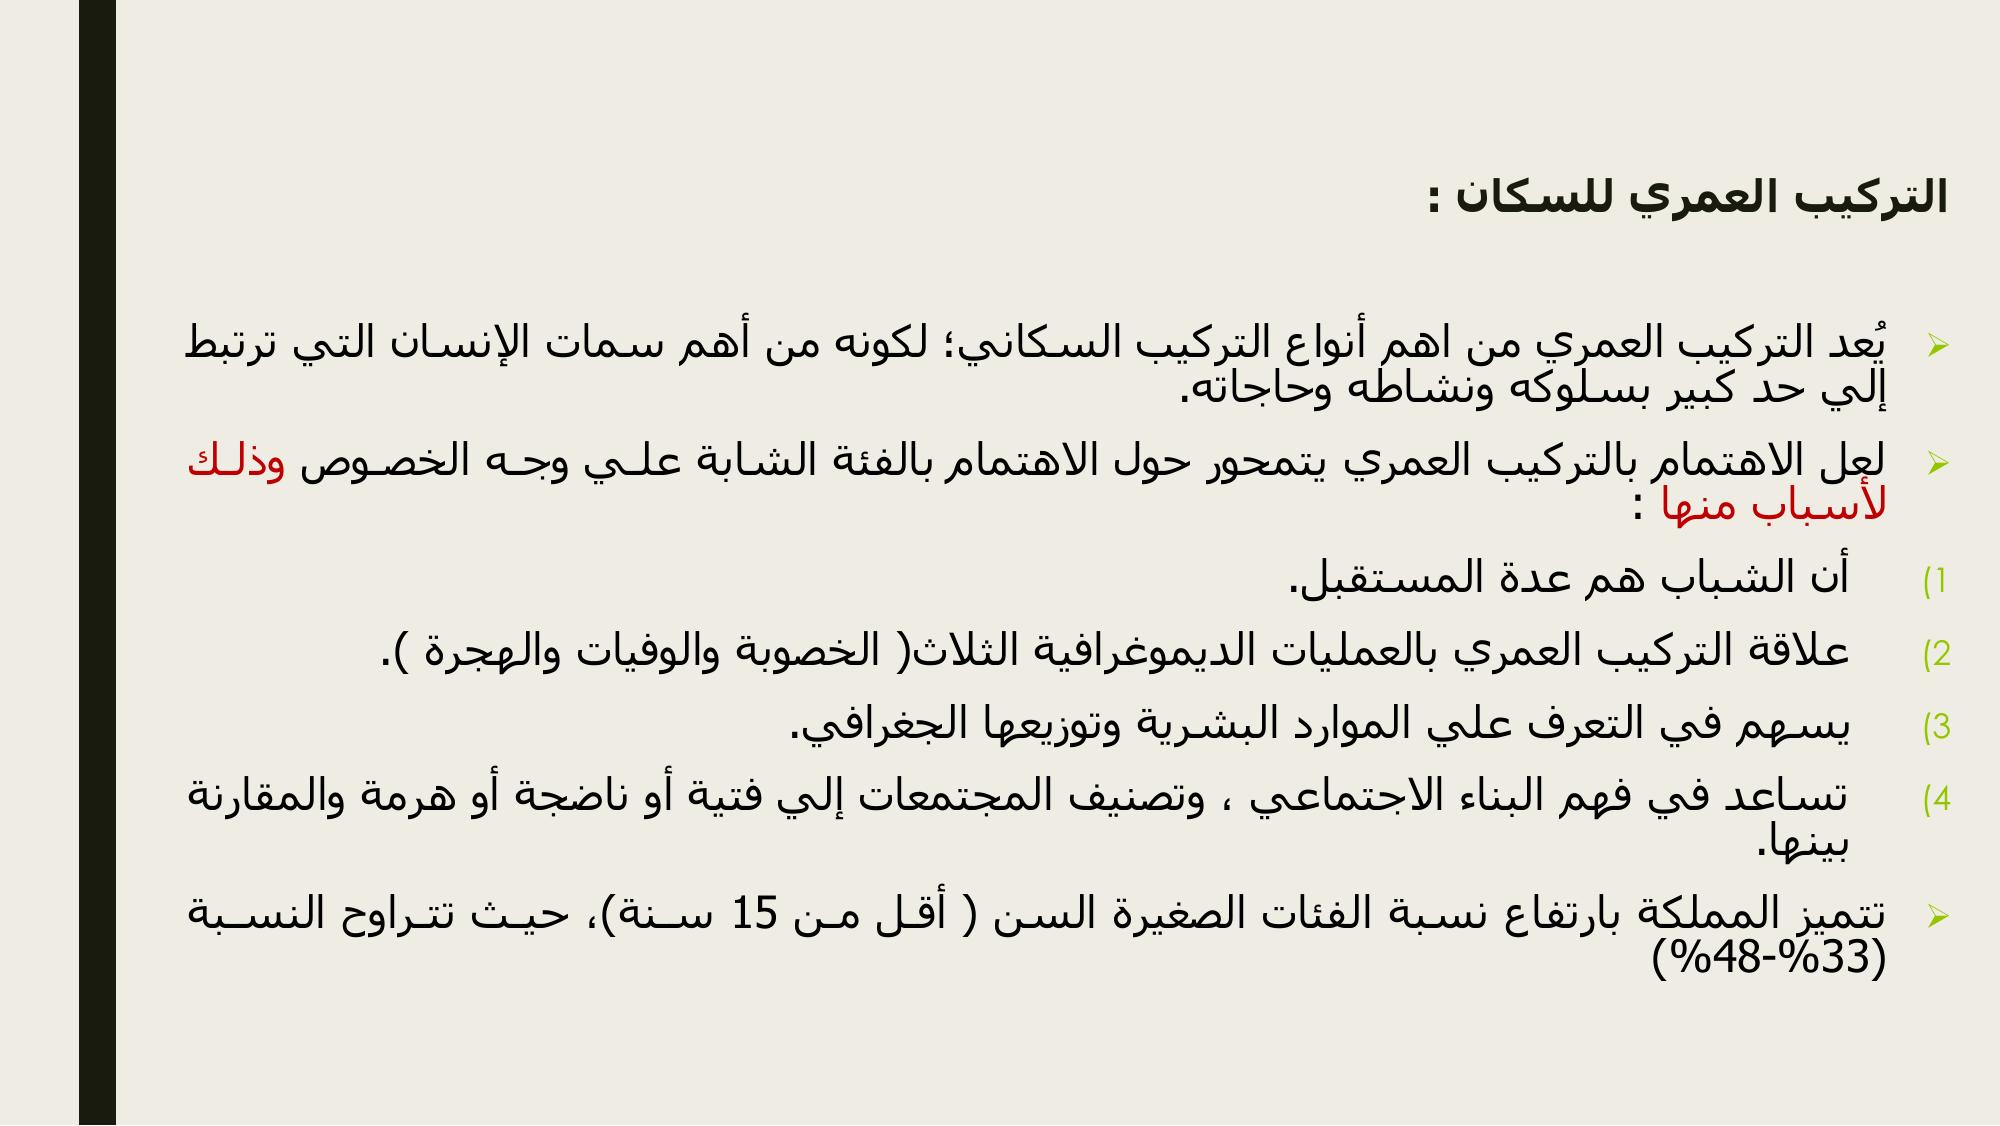 التركيب العمري للسكان :
يُعد التركيب العمري من اهم أنواع التركيب السكاني؛ لكونه من أهم سمات الإنسان التي ترتبط
إلي حد كبير بسلوكه ونشاطه وحاجاته.
لعل الاهتمام بالتركيب العمري يتمحور حول الاهتمام بالفئة الشابة علي وجه الخصوص وذلك
لأسباب منها :
1) أن الشباب هم عدة المستقبل.
2) علاقة التركيب العمري بالعمليات الديموغرافية الثلاث( الخصوبة والوفيات والهجرة ).
3) يسهم في التعرف علي الموارد البشرية وتوزيعها الجغرافي.
4) تساعد في فهم البناء الاجتماعي ، وتصنيف المجتمعات إلي فتية أو ناضجة أو هرمة والمقارنة
بينها.
تتميز المملكة بارتفاع نسبة الفئات الصغيرة السن ( أقل من 15 سنة)، حيث تتراوح النسبة
(33%-48%)